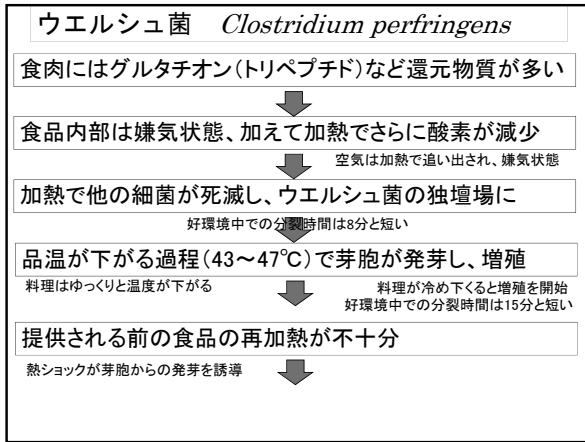 ウエルシュ菌 Clostridium perfringens
食肉にはグルタチオン(トリペプチド)など還元物質が多い
食品内部は嫌気状態、加えて加熱でさらに酸素が減少
空気は加熱で追い出され、嫌気状態
加熱で他の細菌が死滅し、ウエルシュ菌の独壇場に
好環境中での分裂時間は8分と短い
品温が下がる過程(43~47℃)で芽胞が発芽し、増殖
料理はゆっくりと温度が下がる
料理が冷め下くると増殖を開始
好環境中での分裂時間は15分と短い
提供される前の食品の再加熱が不十分
熱ショックが芽胞からの発芽を誘導